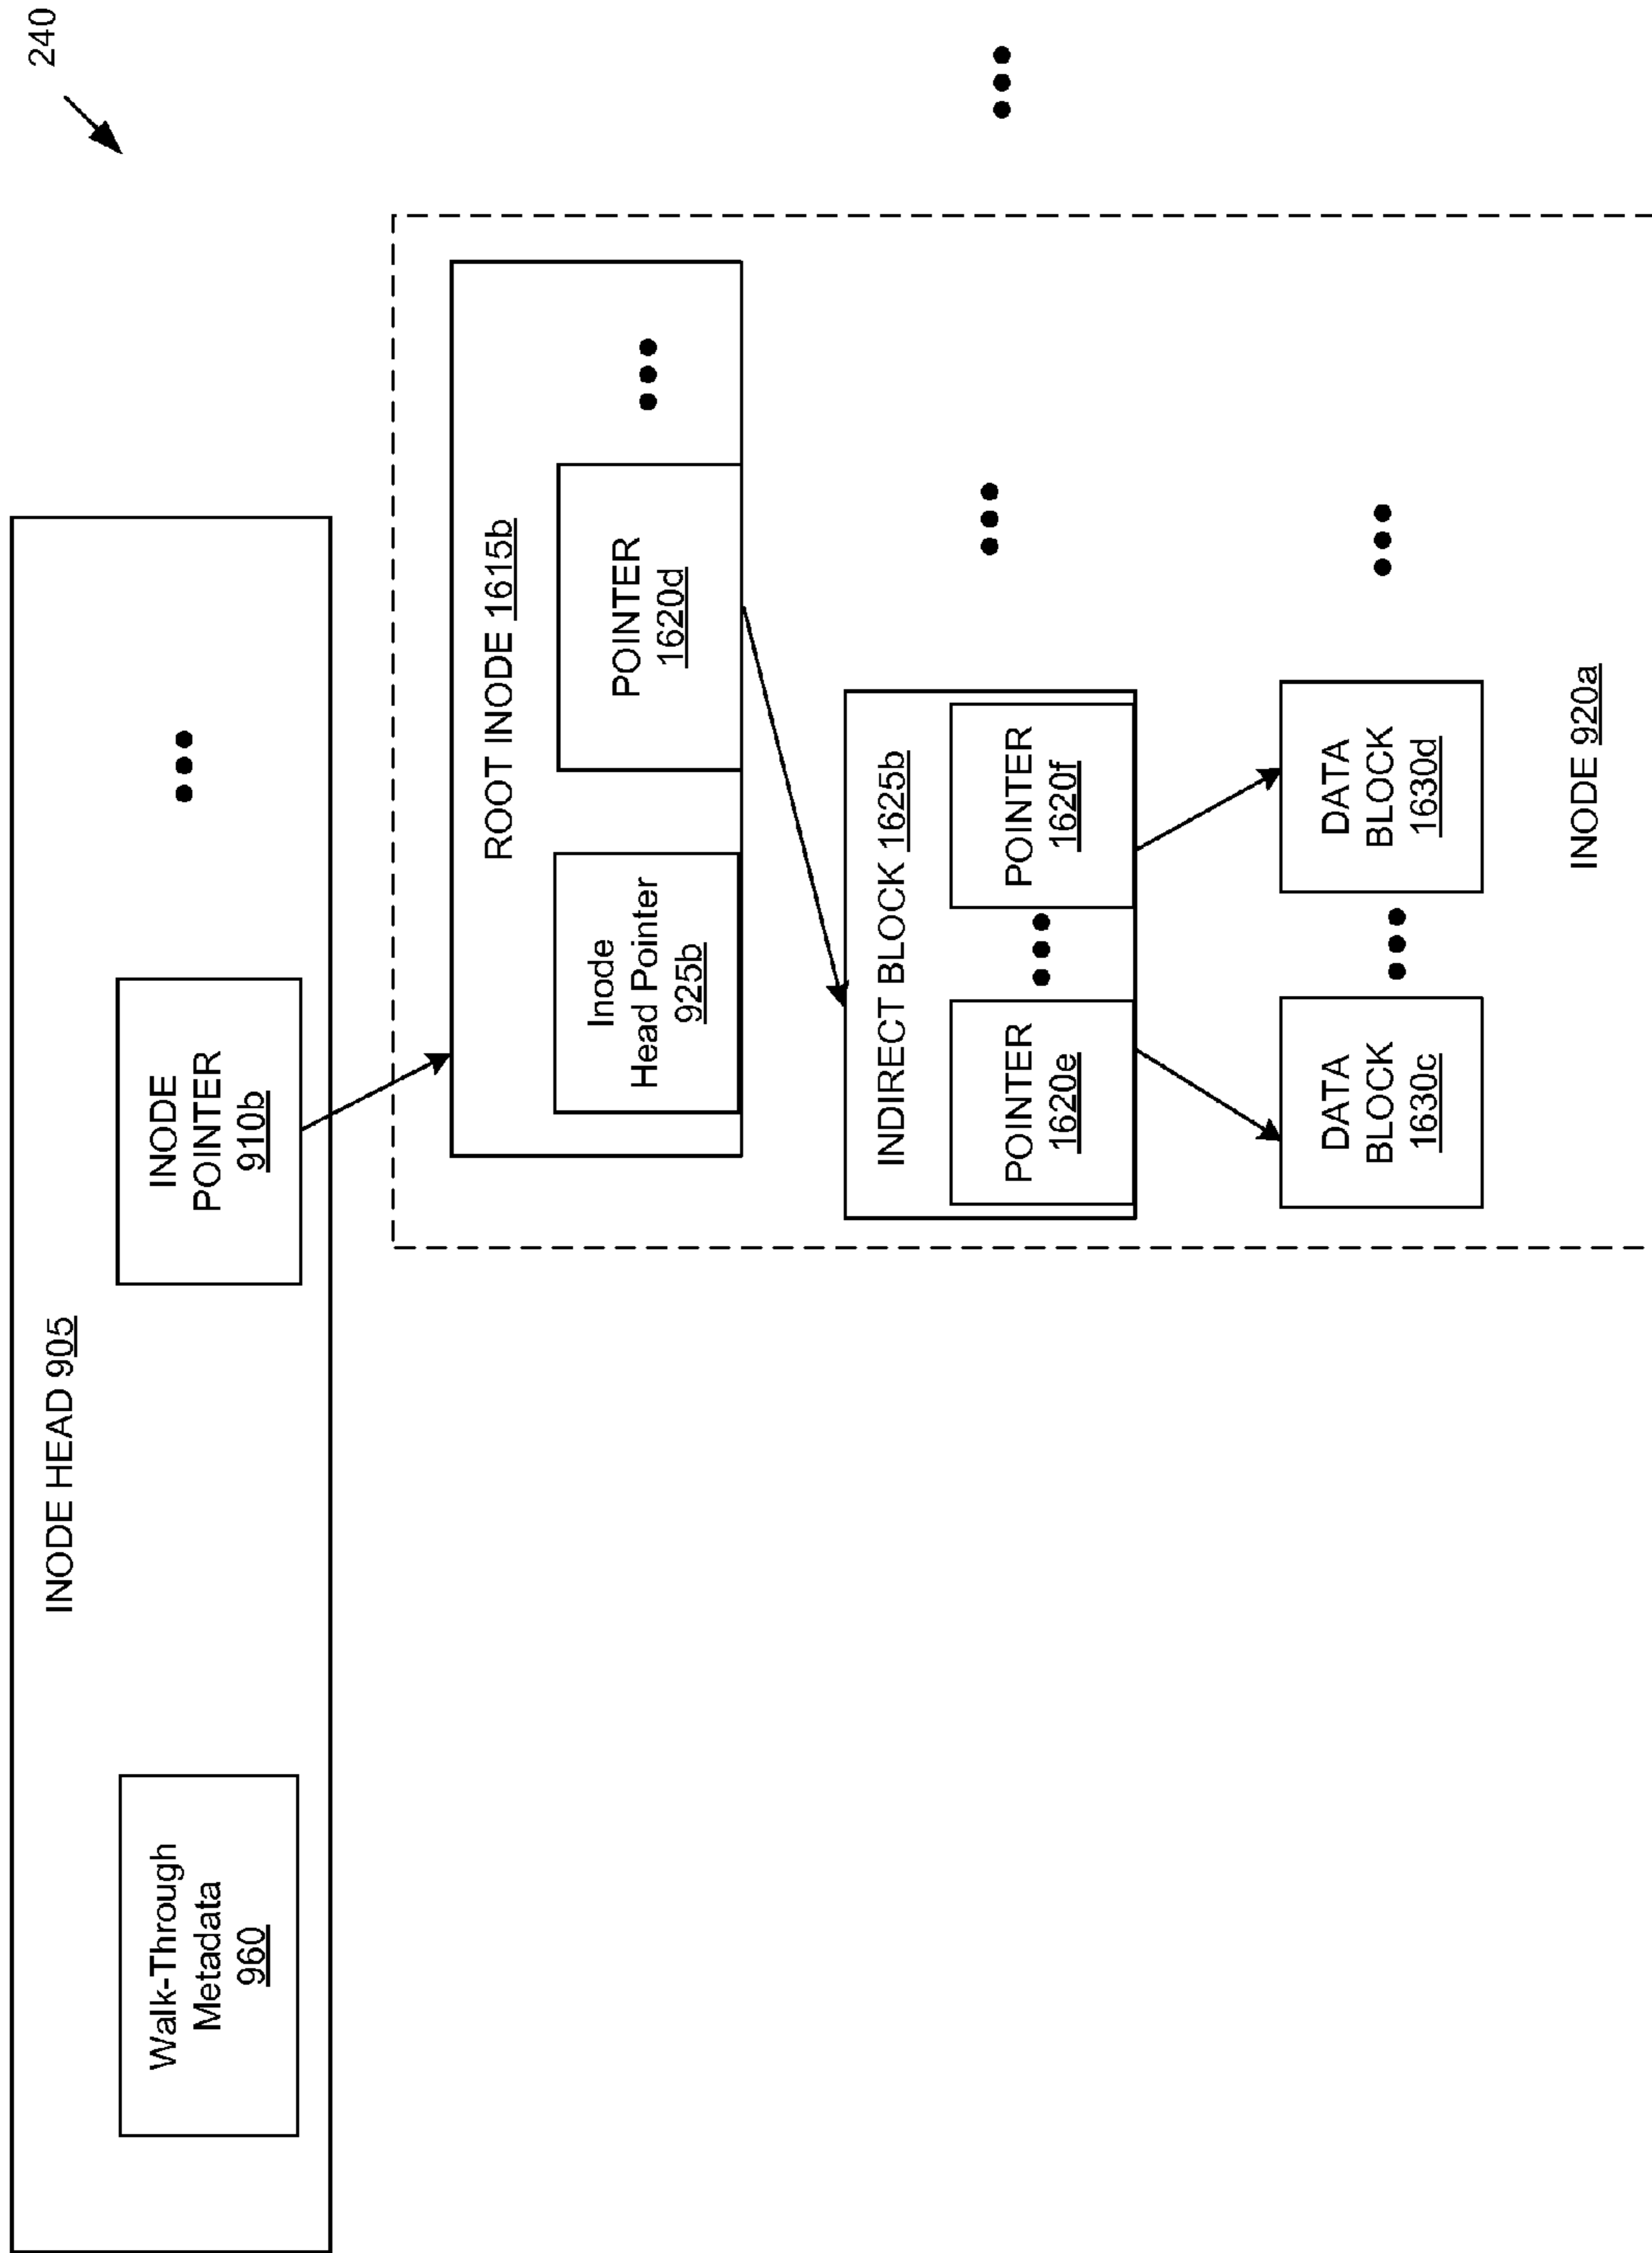 240
INODE HEAD 905
Walk-Through
Metadata
960
INODE
POINTER
910b
ROOT INODE 1615b
Inode
Head Pointer
925b
POINTER
1620d
INDIRECT BLOCK 1625b
POINTER
1620e
POINTER
1620f
DATA
BLOCK
1630c
DATA
BLOCK
1630d
INODE 920a